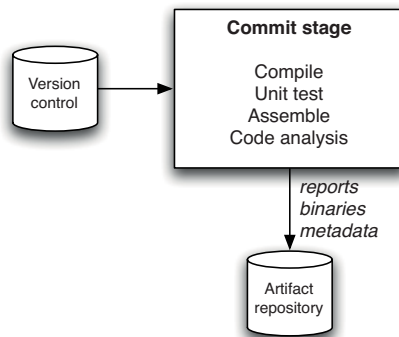 Commit stage
Compile
Unit test
Assemble
Code analysis
Version
control
reports
binaries
metadata
Artifact
repository